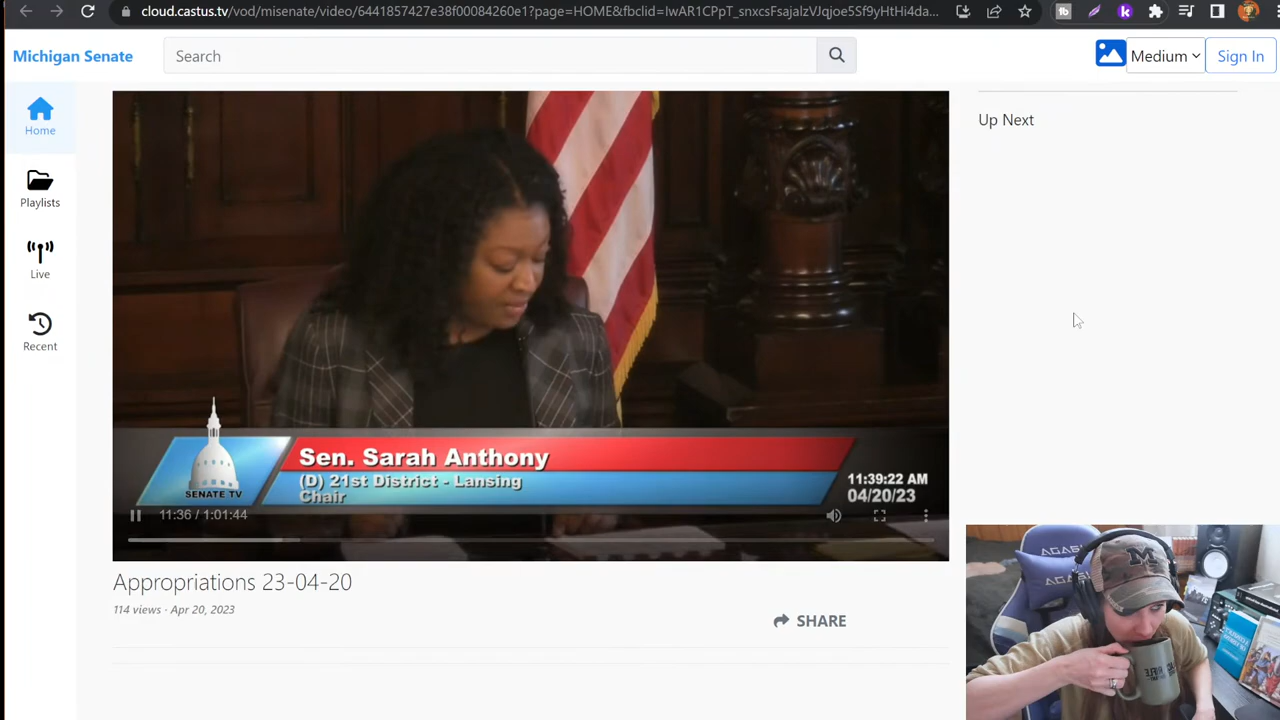 cloud.castus.tv/vod/misenate/video/6441857427e38f00084260e1?page=HOME&fbclid=IwAR1CPpT_snxcsFsajalzVJqjoe5Sf9yHtHi4da...
Michigan Senate
Search
Medium
Sign In
Home
Playlists
Live
Recent
Up Next
Sen. Sarah Anthony
(D) 21st District - Lansing
Chair
SENATE TV
11:39:22 AM
04/20/23
11:36 / 1:01:44
Appropriations 23-04-20
114 views · Apr 20, 2023
SHARE
M